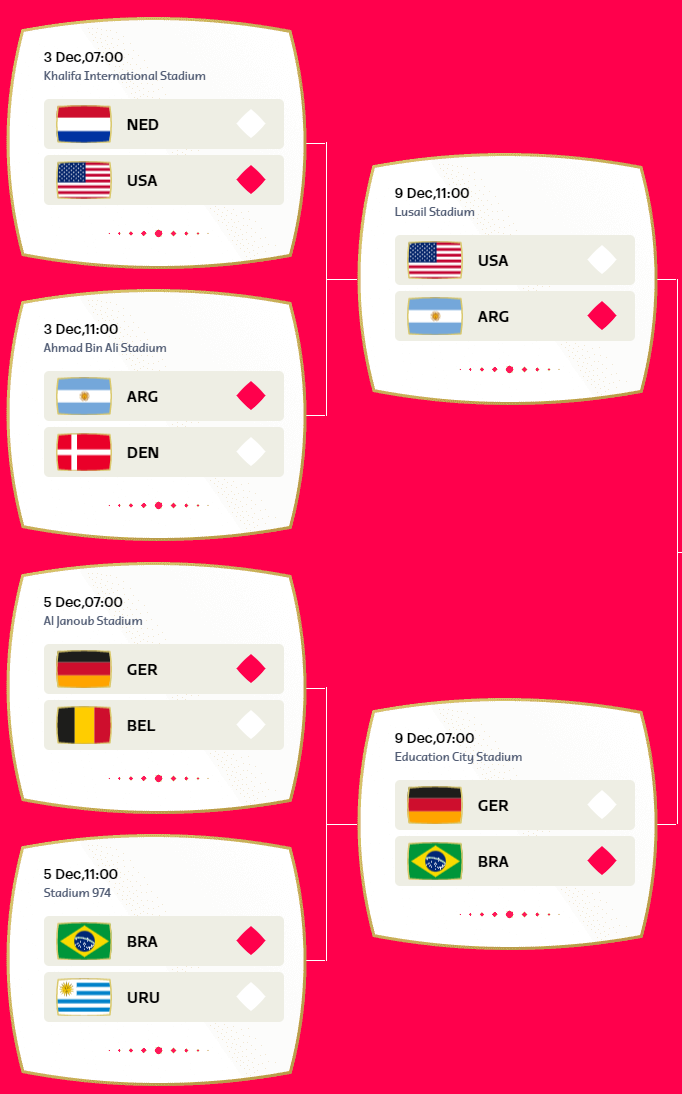 3 Dec,07:00
Khalifa International Stadium
NED
USA
3 Dec,11:00
Ahmad Bin Ali Stadium
ARG
DEN
5 Dec,07:00
Al Janoub Stadium
GER
BEL
5 Dec,11:00
Stadium 974
BRA
URU
9 Dec,11:00
Lusail Stadium
USA
ARG
9 Dec,07:00
Education City Stadium
GER
BRA